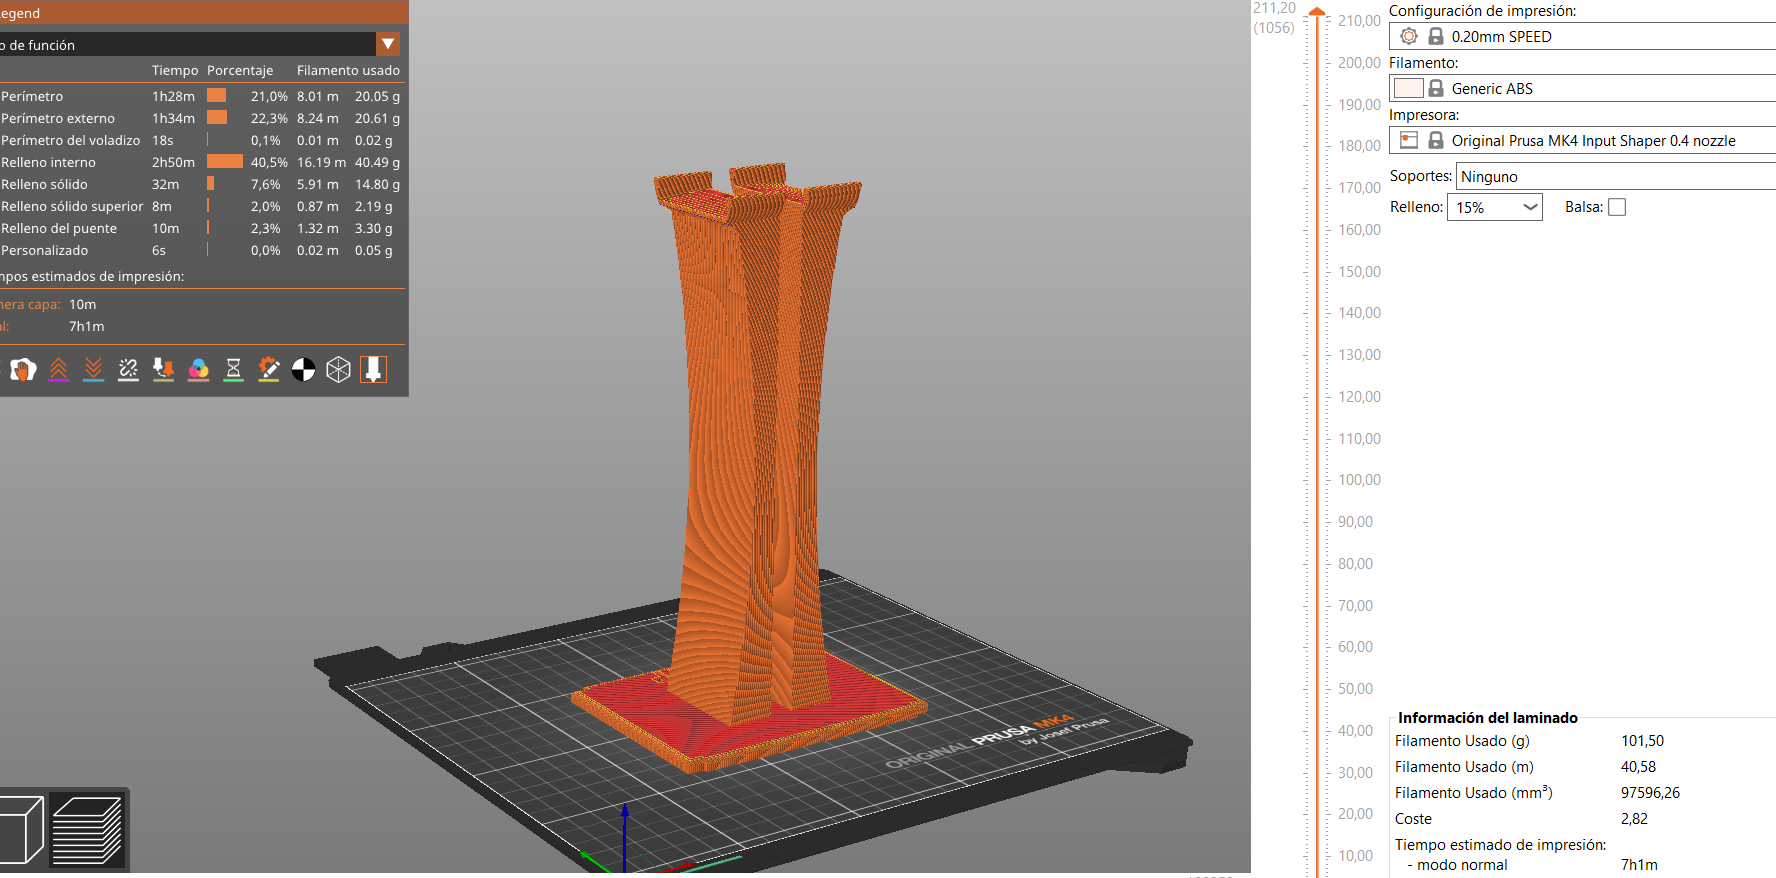 egend
o de función
Tiempo Porcentaje Filamento usado
Perímetro 1h28m 21,0% 8.01 m 20.05 g
Perímetro externo 1h34m 22,3% 8.24 m 20.61 g
Perímetro del voladizo 18s 0,1% 0.01 m 0.02 g
Relleno interno 2h50m 40,5% 16.19 m 40.49 g
Relleno sólido 32m 7,6% 5.91 m 14.80 g
Relleno sólido superior 8m 2,0% 0.87 m 2.19 g
Relleno del puente 10m 2,3% 1.32 m 3.30 g
Personalizado 6s 0,0% 0.02 m 0.05 g
npos estimados de impresión:
nera capa: 10m
al: 7h1m
ORIGINAL PRUSA MK4
by Josef Prusa
211,20
(1056)
210,00
200,00
190,00
180,00
170,00
160,00
150,00
140,00
130,00
120,00
110,00
100,00
90,00
80,00
70,00
60,00
50,00
40,00
30,00
20,00
10,00
Configuración de impresión:
0.20mm SPEED
Filamento:
Generic ABS
Impresora:
Original Prusa MK4 Input Shaper 0.4 nozzle
Soportes: Ninguno
Relleno: 15% Balsa:
Información del laminado
Filamento Usado (g) 101,50
Filamento Usado (m) 40,58
Filamento Usado (mm³) 97596,26
Coste 2,82
Tiempo estimado de impresión:
- modo normal 7h1m